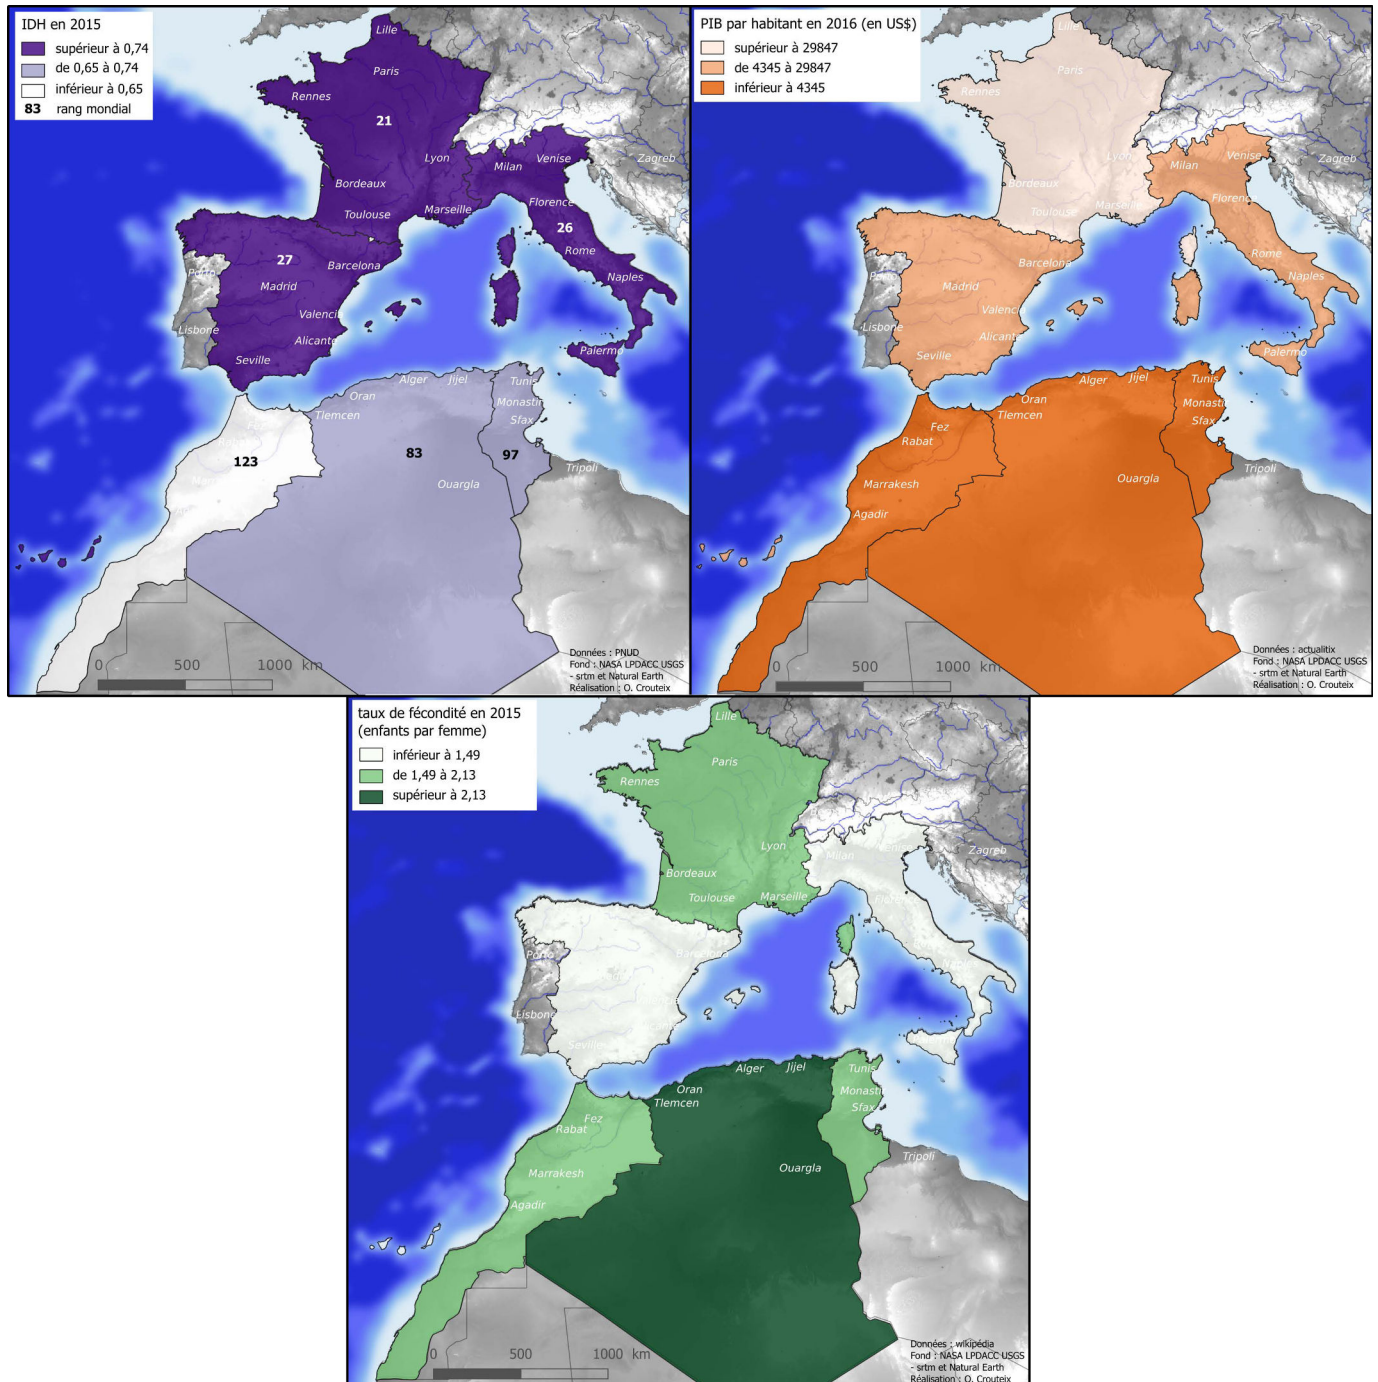 IDH en 2015
supérieur à 0,74
de 0,65 à 0,74
inférieur à 0,65
83 rang mondial
Lille
Paris
Rennes
21
Lyon
Milan
Venise
Zagreb
Bordeaux
Florence
Toulouse
Marseille
26
Rome
27
Barcelona
Porto
Madrid
Naples
Valencia
Lisbone
Alicante
Palermo
Seville
Alger
Jijel
Tunis
Oran
Monastir
Tlemcen
Sfax
Fez
123
83
97
Tripoli
Ouargla
0 500 1000 km
Données : PNUD
Fond : NASA LPDACC USGS
- srtm et Natural Earth
Réalisation : O. Crouteix
PIB par habitant en 2016 (en US$)
supérieur à 29847
de 4345 à 29847
inférieur à 4345
Lille
Paris
Rennes
Lyon
Milan
Venise
Zagreb
Bordeaux
Florence
Toulouse
Marseille
Rome
Barcelona
Porto
Madrid
Naples
Valencia
Lisbone
Alicante
Palermo
Seville
Alger
Jijel
Tunis
Oran
Monastir
Tlemcen
Sfax
Fez
Rabat
Tripoli
Marrakesh
Ouargla
Agadir
0 500 1000 km
Données : actualitix
Fond : NASA LPDACC USGS
- srtm et Natural Earth
Réalisation : O. Crouteix
taux de fécondité en 2015
(enfants par femme)
inférieur à 1,49
de 1,49 à 2,13
supérieur à 2,13
Lille
Paris
Rennes
Lyon
Milan
Zagreb
Bordeaux
Toulouse
Marseille
Barcelona
Porto
Naples
Lisbone
Seville
Alger
Jijel
Tunis
Oran
Monastir
Tlemcen
Sfax
Fez
Rabat
Tripoli
Marrakesh
Ouargla
Agadir
0 500 1000 km
Données : wikipédia
Fond : NASA LPDACC USGS
- srtm et Natural Earth
Réalisation : O. Crouteix